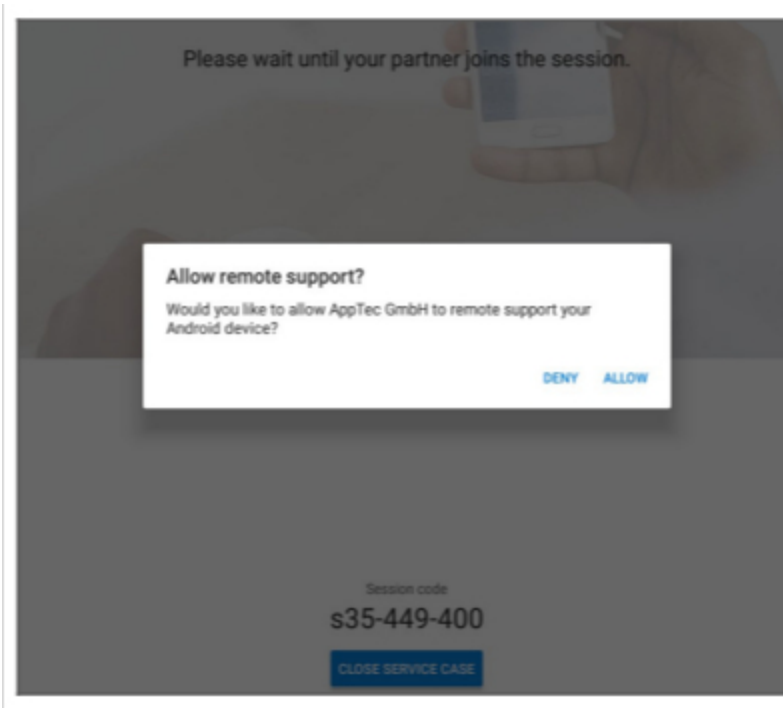 Please wait until your partner joins the session.
Allow remote support?
Would you like to allow AppTec GmbH to remote support your
Android device?
DENY ALLOW
Session code
s35-449-400
CLOSE SERVICE CASE